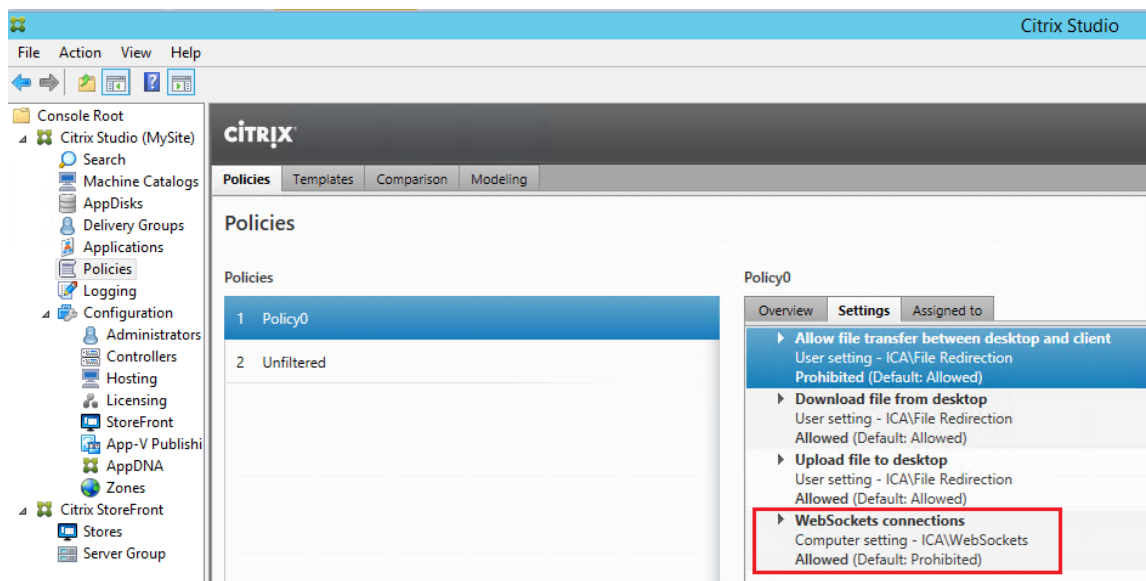 Citrix Studio
File Action View Help
Console Root
Citrix Studio (MySite)
Search
Machine Catalogs
AppDisks
Delivery Groups
Applications
Policies
Logging
Configuration
Administrators
Controllers
Hosting
Licensing
StoreFront
App-V Publishi
AppDNA
Zones
Citrix StoreFront
Stores
Server Group
CITRIX
Policies Templates Comparison Modeling
Policies
Policies
1 Policy0
2 Unfiltered
Policy0
Overview Settings Assigned to
Allow file transfer between desktop and client
User setting - ICA\File Redirection
Prohibited (Default: Allowed)
Download file from desktop
User setting - ICA\File Redirection
Allowed (Default: Allowed)
Upload file to desktop
User setting - ICA\File Redirection
Allowed (Default: Allowed)
WebSockets connections
Computer setting - ICA\WebSockets
Allowed (Default: Prohibited)